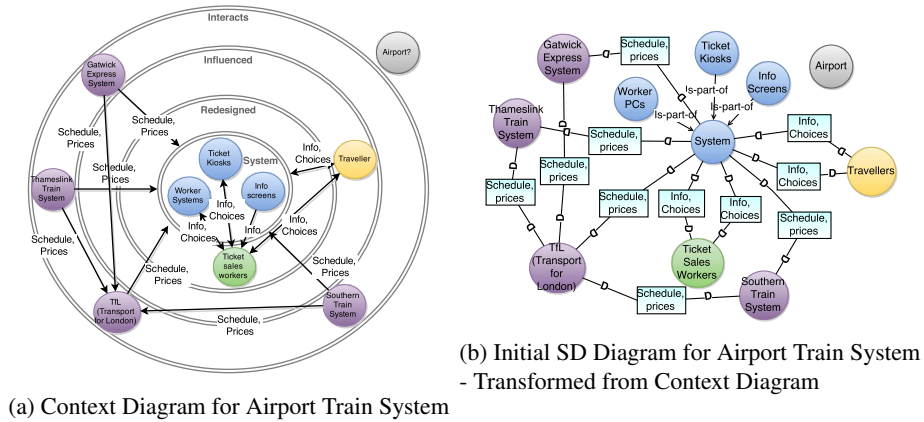 Interacts
Airport?
Gatwick
Express
System
Influenced
Redesigned
Schedule,
Prices
Schedule,
Prices
Schedule,
Prices
System
Ticket
Kiosks
Info,
Choices
Traveller
Thameslink
Train
System
Worker
Systems
Info
screens
Info,
Choices
Info,
Choices
Info
Info,
Choices
Ticket
sales
workers
Schedule,
Prices
Schedule,
Prices
Schedule,
Prices
TfL
(Transport
for London)
Southern
Train
System
Schedule,
Prices
(a) Context Diagram for Airport Train System
Gatwick
Express
System
Schedule,
prices
Ticket
Kiosks
Airport
Info
Screens
Worker
PCs
Is-part-of
Is-part-of
Is-part-of
Thameslink
Train
System
Schedule,
prices
System
Info,
Choices
Schedule,
prices
Schedule,
prices
Info,
Choices
Travellers
Schedule,
prices
Info,
Choices
Info,
Choices
Schedule,
prices
TfL
(Transport
for
London)
Ticket
Sales
Workers
Southern
Train
System
Schedule,
prices
(b) Initial SD Diagram for Airport Train System
- Transformed from Context Diagram